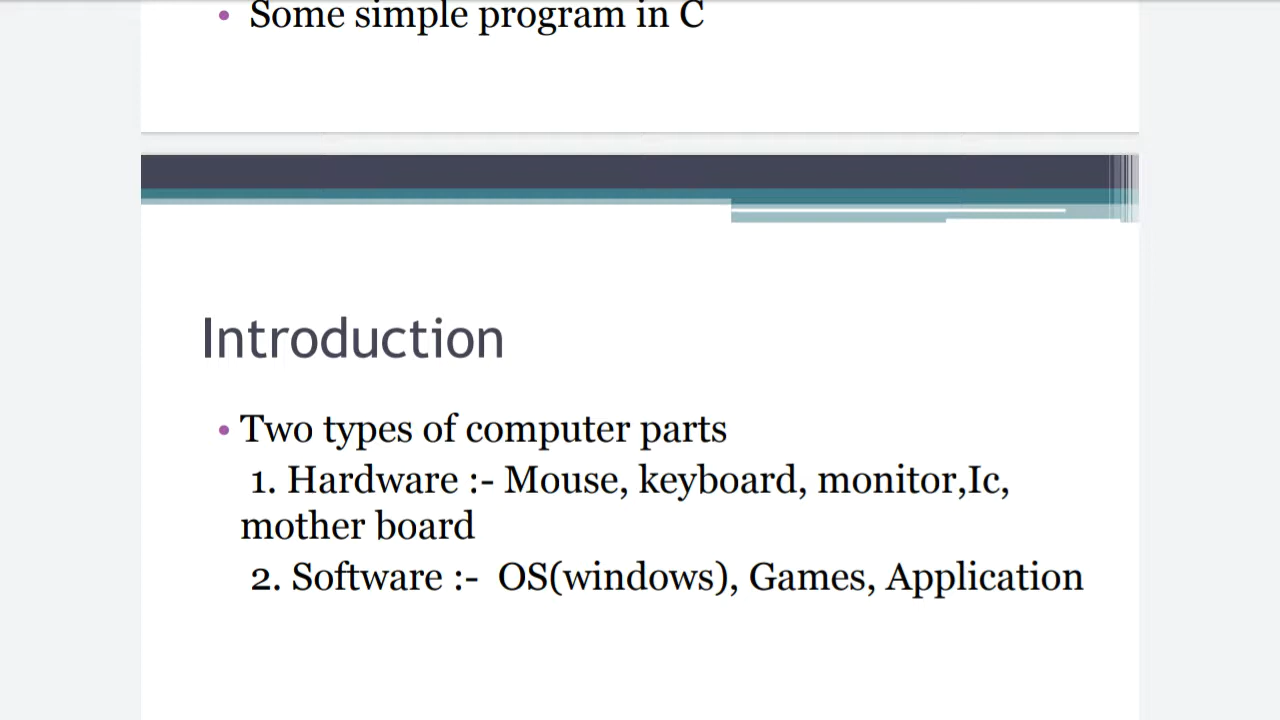 • Some simple program in C
Introduction
• Two types of computer parts
1. Hardware :- Mouse, keyboard, monitor,Ic,
mother board
2. Software :- OS(windows), Games, Application